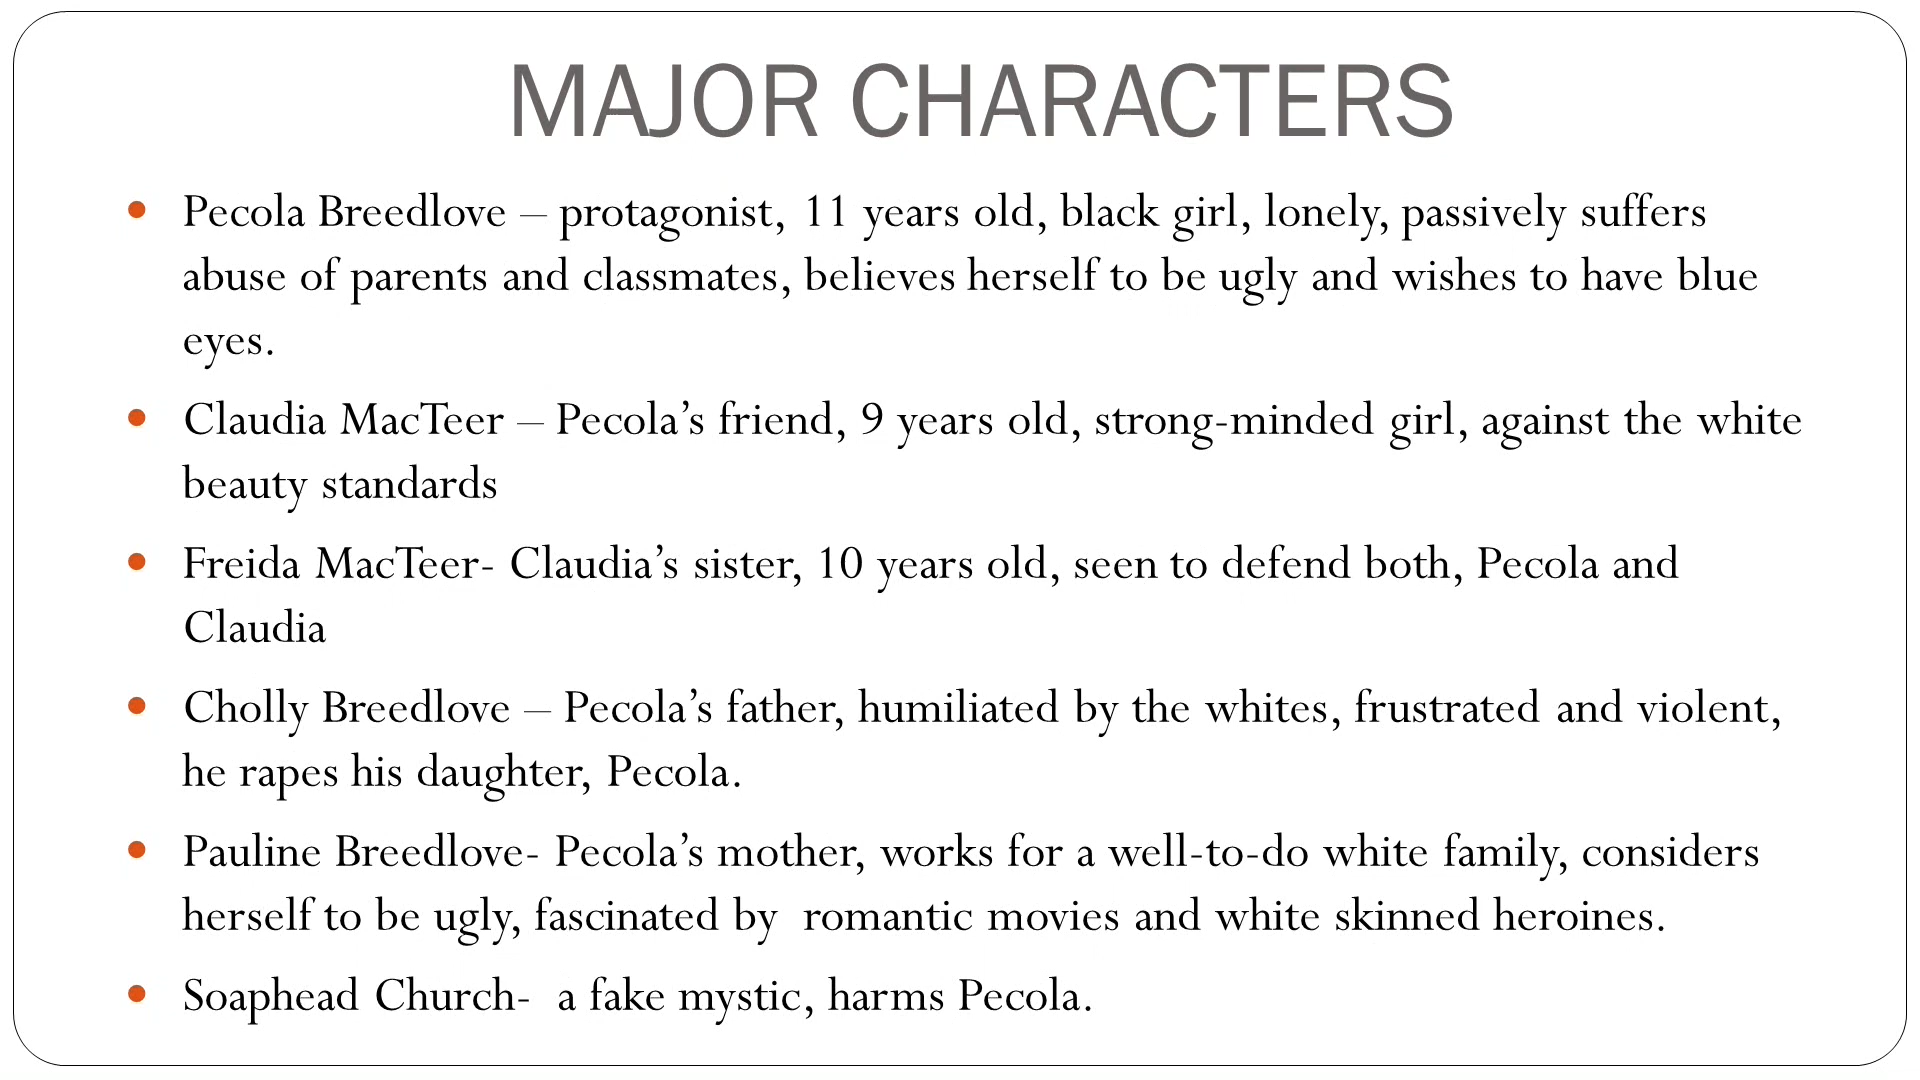 MAJOR CHARACTERS
• Pecola Breedlove – protagonist, 11 years old, black girl, lonely, passively suffers
abuse of parents and classmates, believes herself to be ugly and wishes to have blue
eyes.
• Claudia MacTeer – Pecola’s friend, 9 years old, strong-minded girl, against the white
beauty standards
• Freida MacTeer- Claudia’s sister, 10 years old, seen to defend both, Pecola and
Claudia
• Cholly Breedlove – Pecola’s father, humiliated by the whites, frustrated and violent,
he rapes his daughter, Pecola.
• Pauline Breedlove- Pecola’s mother, works for a well-to-do white family, considers
herself to be ugly, fascinated by  romantic movies and white skinned heroines.
• Soaphead Church-  a fake mystic, harms Pecola.